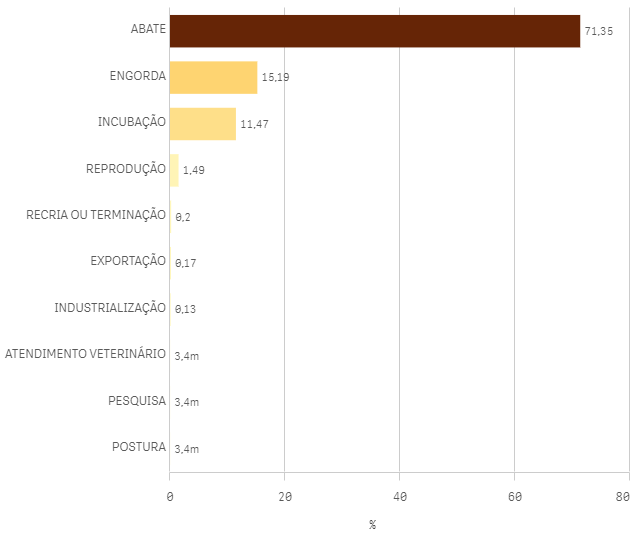 ABATE 71,35
ENGORDA 15,19
INCUBAÇÃO 11,47
REPRODUÇÃO 1,49
RECRIA OU TERMINAÇÃO 0,2
EXPORTAÇÃO 0,17
INDUSTRIALIZAÇÃO 0,13
ATENDIMENTO VETERINÁRIO 3,4m
PESQUISA 3,4m
POSTURA 3,4m
0 20 40 60 80
%